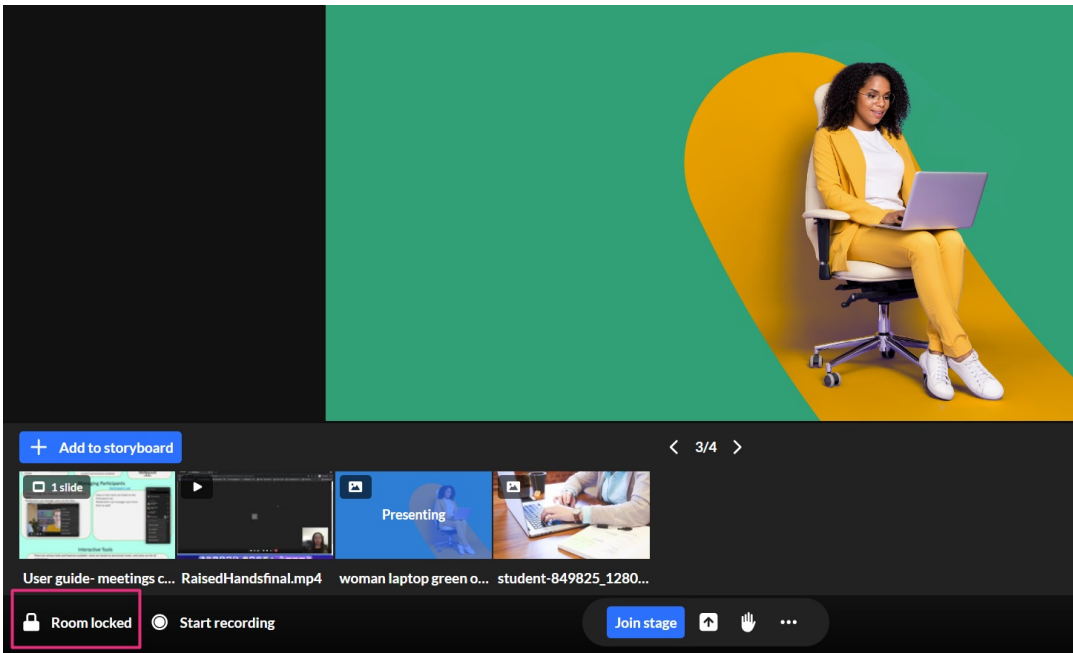 Add to storyboard
3/4
1 slide
Presenting
User guide- meetings c...
RaisedHandsfinal.mp4
woman laptop green o...
student-849825_1280...
Room locked
Start recording
Join stage